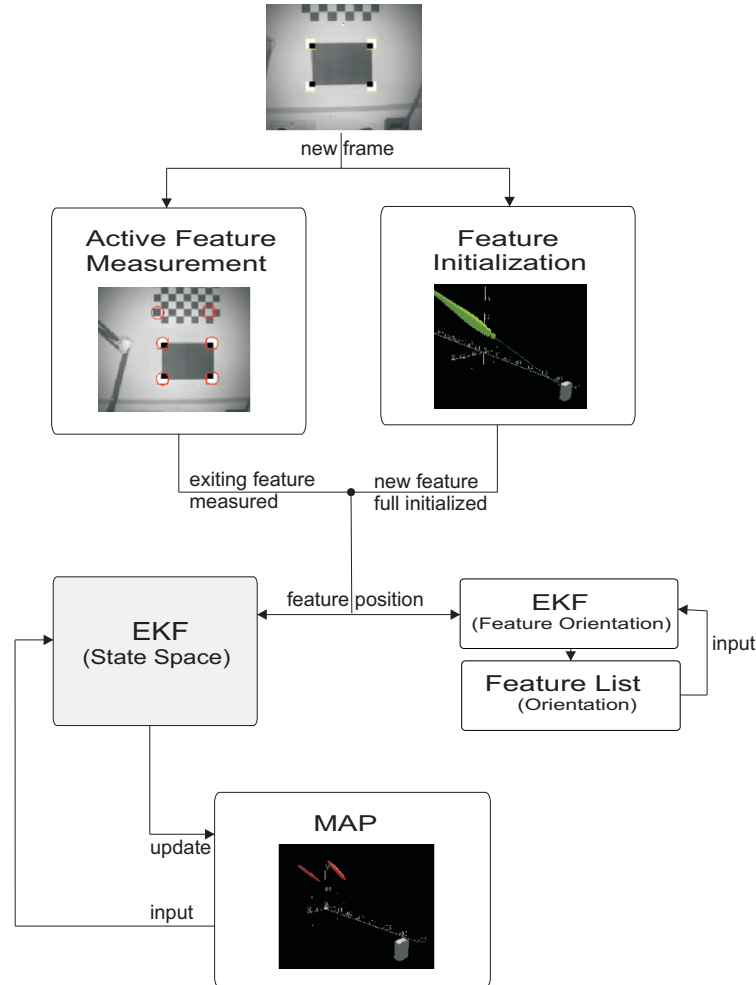 new frame
Active Feature
Measurement
Feature
Initialization
exiting feature
measured
new feature
full initialized
feature position
EKF
(State Space)
EKF
(Feature Orientation)
input
Feature List
(Orientation)
MAP
update
input